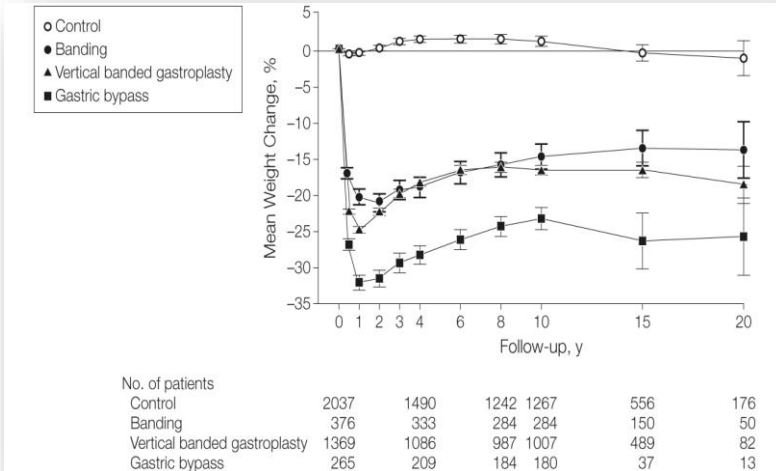 Control
Banding
Vertical banded gastroplasty
Gastric bypass
Mean Weight Change, %
5
0
−5
−10
−15
−20
−25
−30
−35
0 1 2 3 4 6 8 10 15 20
Follow-up, y
No. of patients
Control 2037 1490 1242 1267 556 176
Banding 376 333 284 284 150 50
Vertical banded gastroplasty 1369 1086 987 1007 489 82
Gastric bypass 265 209 184 180 37 13